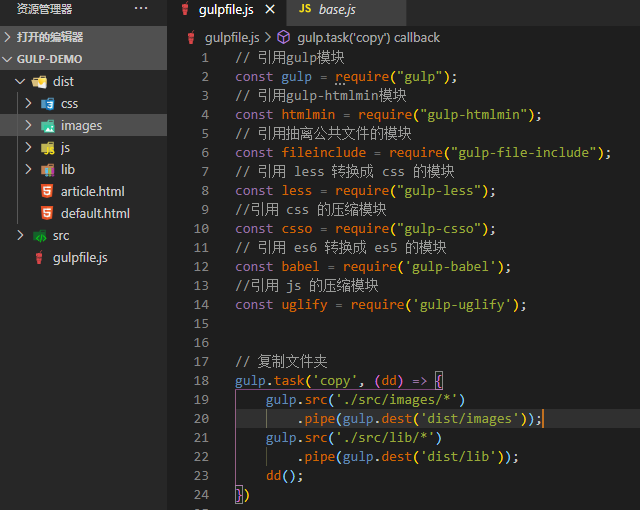 资源管理器 ···
打开的编辑器
GULP-DEMO
dist
css
images
js
lib
article.html
default.html
src
gulpfile.js
gulpfile.js ×
JS base.js
gulpfile.js > gulp.task('copy') callback
1 // 引用gulp模块
2 const gulp = require("gulp");
3 // 引用gulp-htmlmin模块
4 const htmlmin = require("gulp-htmlmin");
5 // 引用抽离公共文件的模块
6 const fileinclude = require("gulp-file-include");
7 // 引用 less 转换成 css 的模块
8 const less = require("gulp-less");
9 //引用 css 的压缩模块
10 const csso = require("gulp-csso");
11 // 引用 es6 转换成 es5 的模块
12 const babel = require('gulp-babel');
13 //引用 js 的压缩模块
14 const uglify = require('gulp-uglify');
15
16
17 // 复制文件夹
18 gulp.task('copy', (dd) => {
19 gulp.src('./src/images/*')
20 .pipe(gulp.dest('dist/images'));
21 gulp.src('./src/lib/*')
22 .pipe(gulp.dest('dist/lib'));
23 dd();
24 })